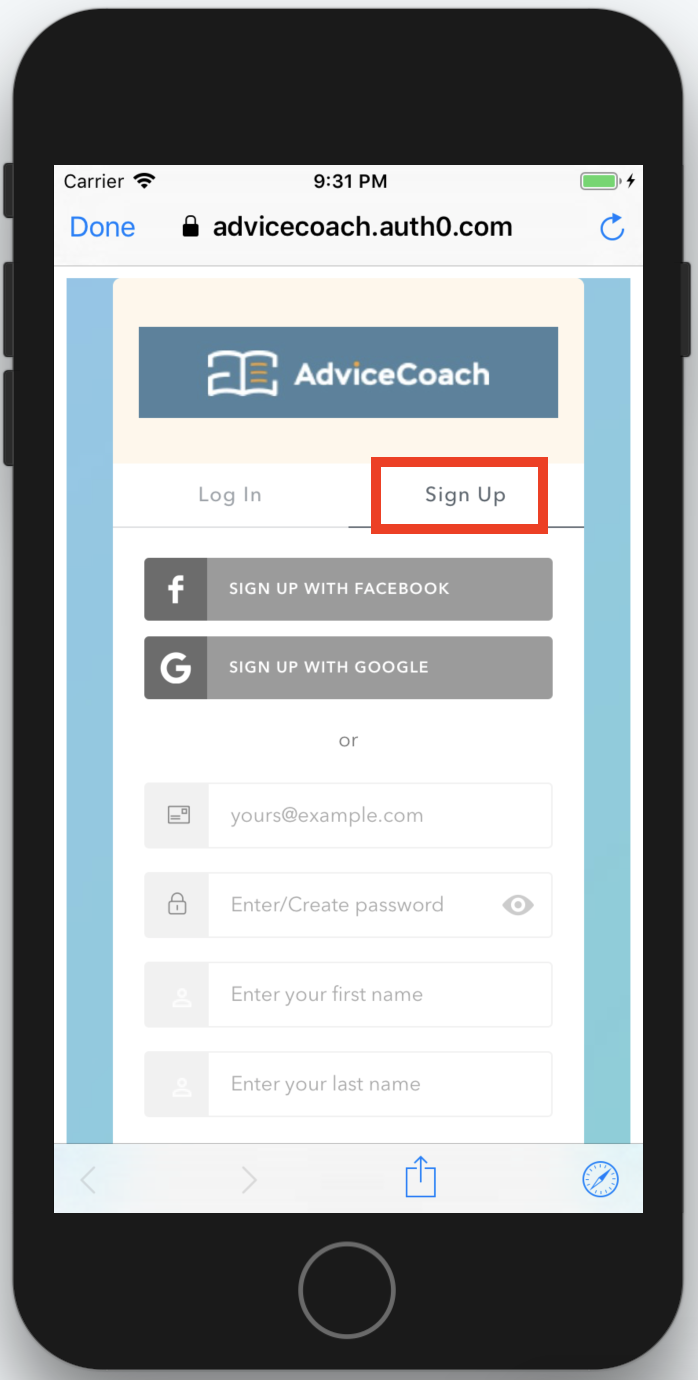 Carrier 9:31 PM
Done advicecoach.auth0.com
AdviceCoach
Log In Sign Up
SIGN UP WITH FACEBOOK
SIGN UP WITH GOOGLE
or
yours@example.com
Enter/Create password
Enter your first name
Enter your last name